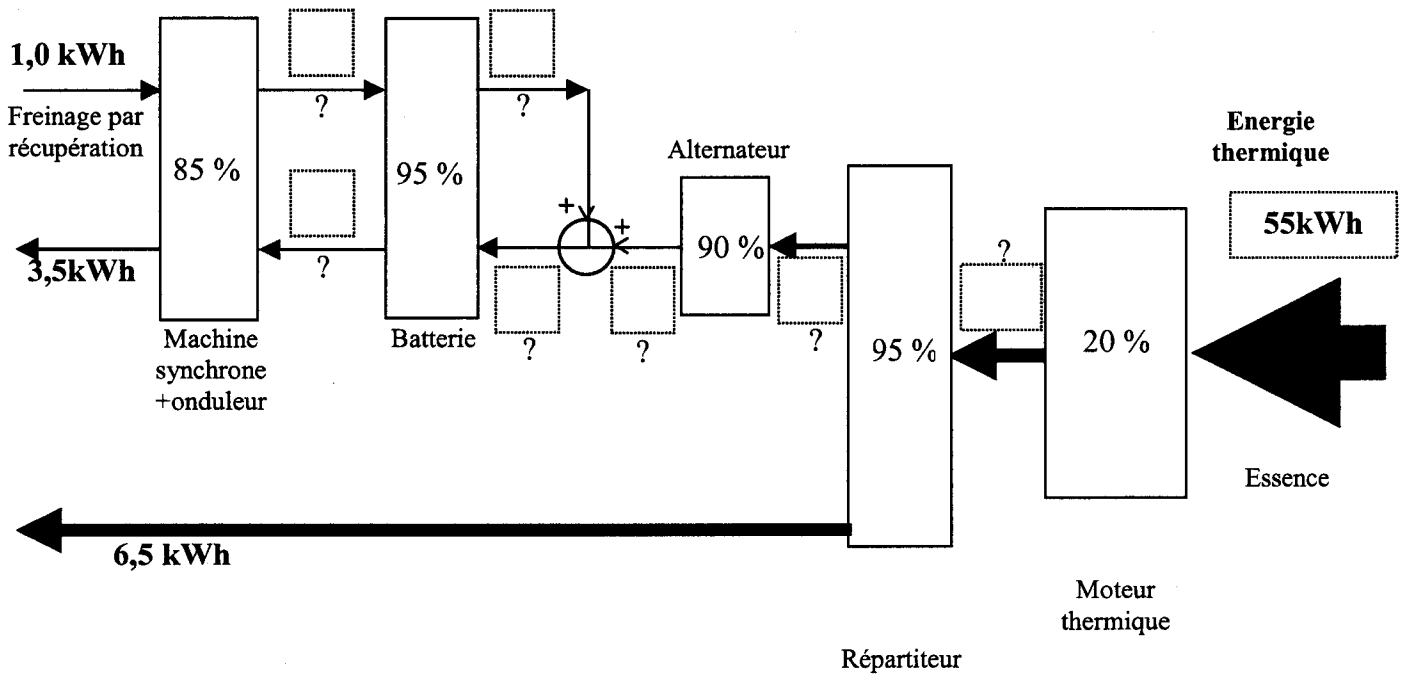 1,0 kWh
Freinage par
récupération
85 %
?
?
95 %
?
3,5kWh
?
Machine
synchrone
+onduleur
Batterie
+
+
?
?
Alternateur
90 %
?
6,5 kWh
95 %
Répartiteur
?
20 %
Moteur
thermique
Energie
thermique
55kWh
Essence